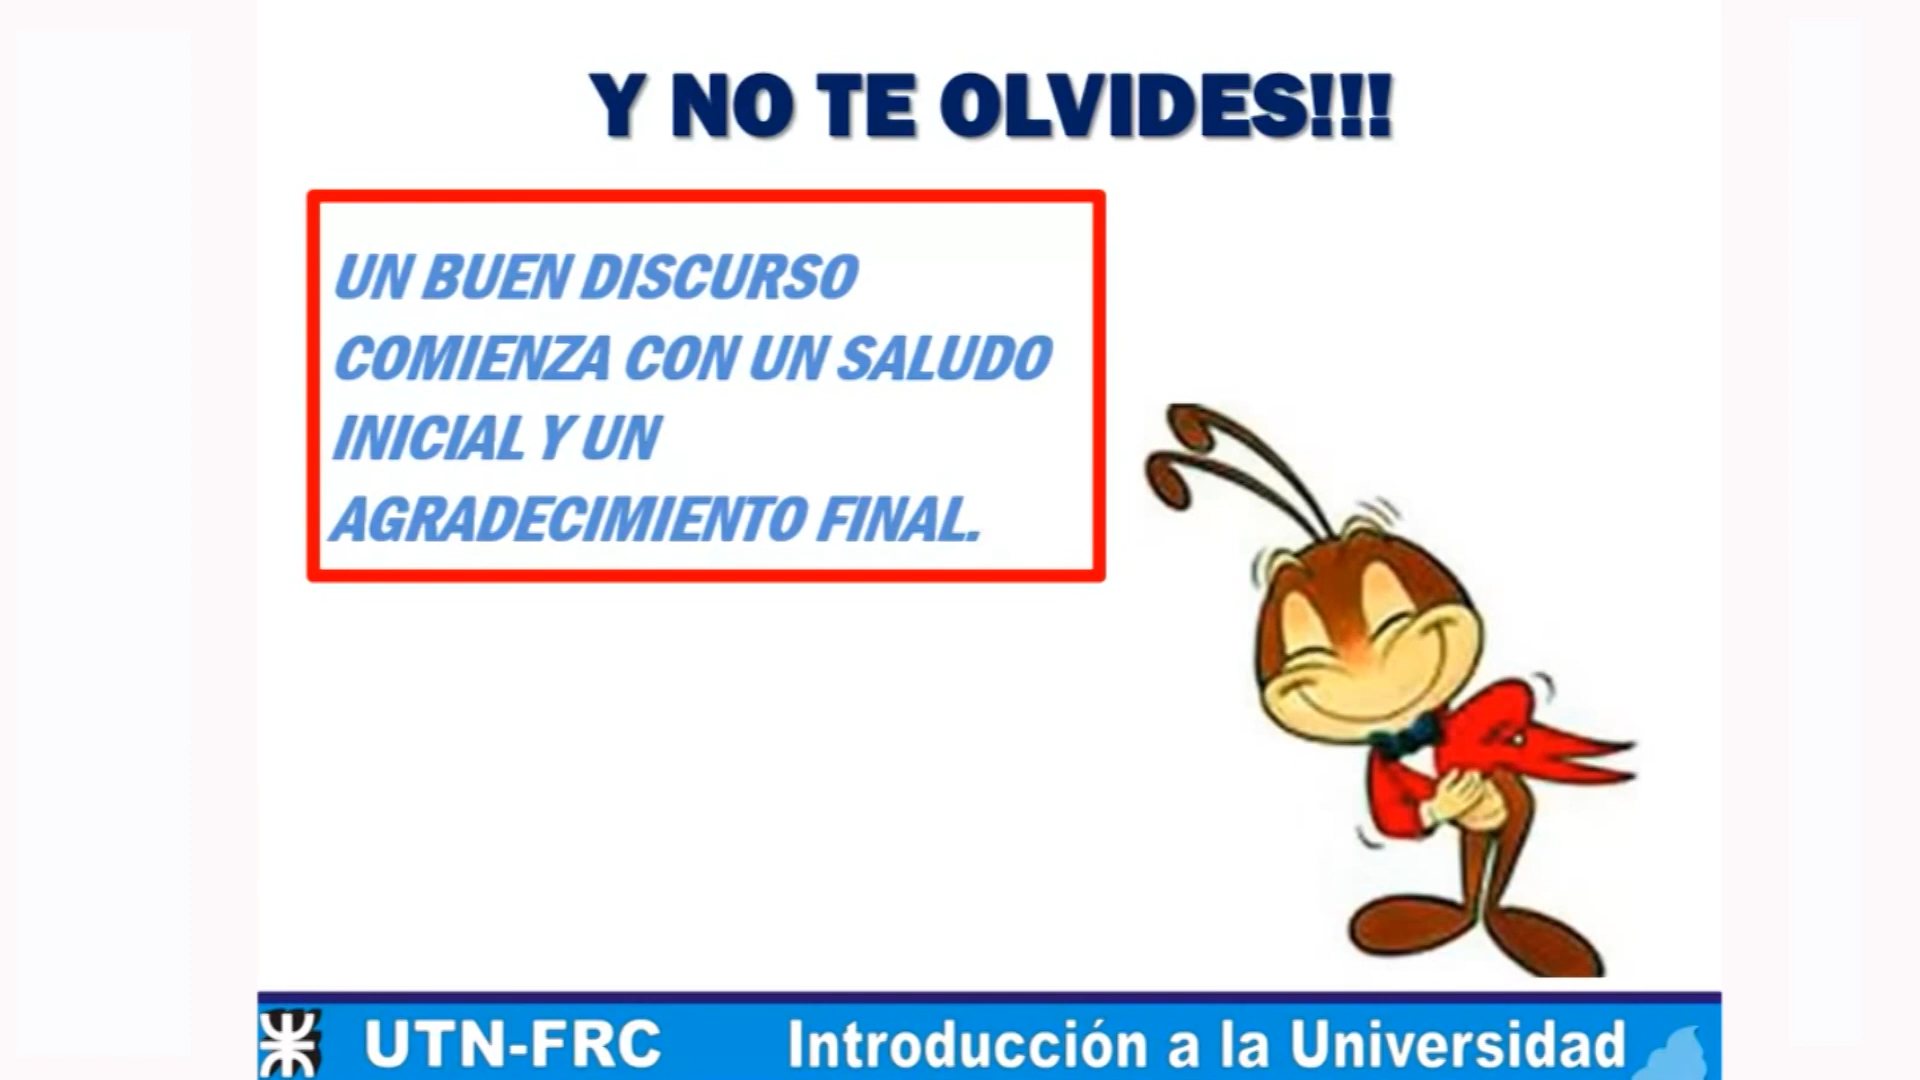 Y NO TE OLVIDES!!!
UN BUEN DISCURSO
COMIENZA CON UN SALUDO
INICIAL Y UN
AGRADECIMIENTO FINAL.
UTN-FRC Introducción a la Universidad